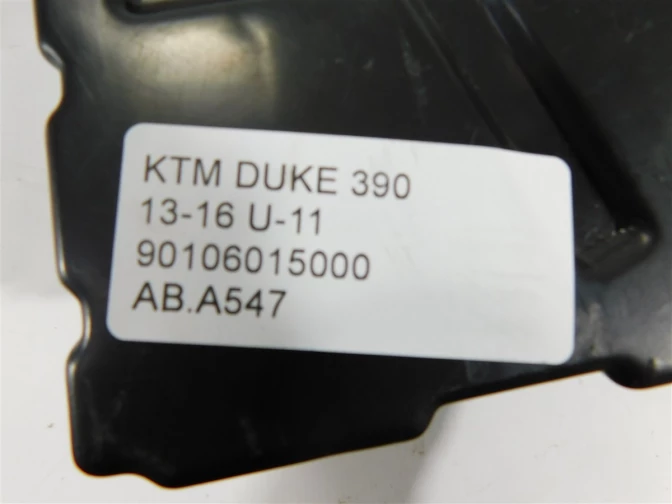 KTM DUKE 390
13-16 U-11
90106015000
AB.A547